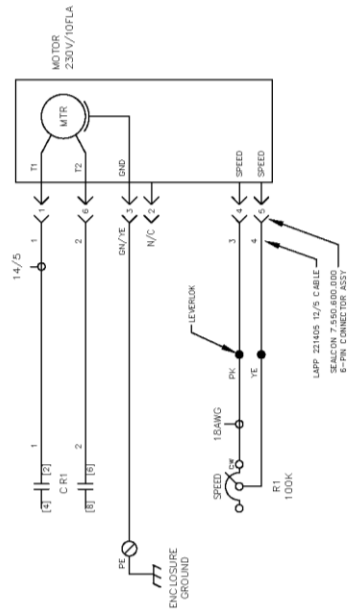 MOTOR
230V/10FLA
MTR
T1
T2
GND
SPEED
SPEED
1
6
3
2
4
5
1
2
GN/YE
N/C
3
4
14/5
LEVERLOK
PK
YE
LAPP 221405 12/5 CABLE
SEALCON 7.550.600.000
6-PIN CONNECTOR ASSY
18AWG
1
2
[2]
[4]
CR1
[6]
[8]
PE
ENCLOSURE
GROUND
SPEED
CW
R1
100K